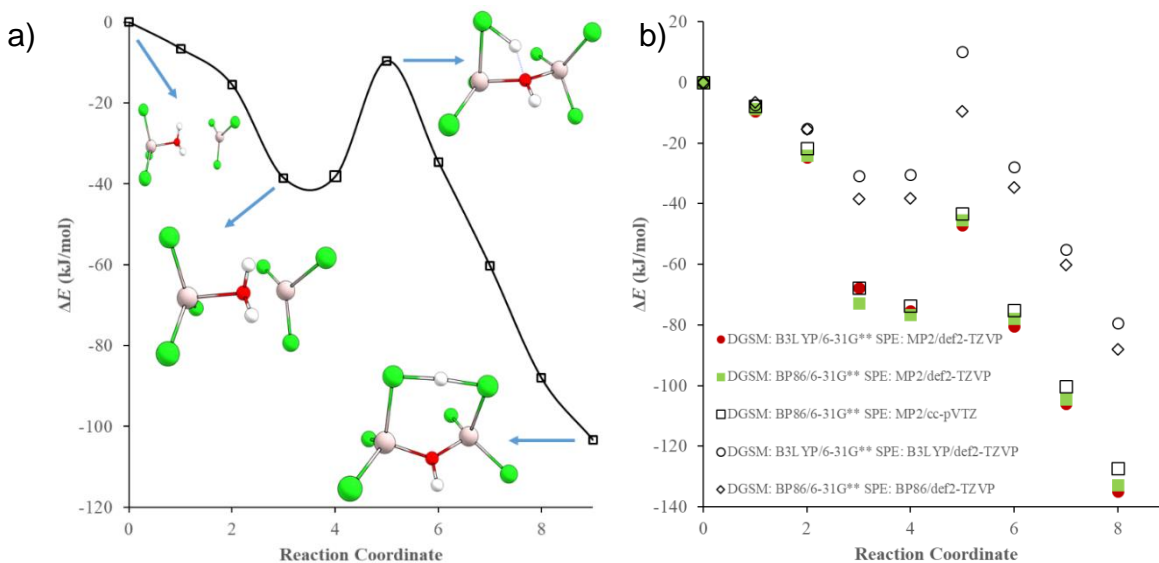 a)
0
-20
-40
-60
-80
-100
-120
ΔE (kJ/mol)
0 2 4 6 8
Reaction Coordinate
b)
20
0
-20
-40
-60
-80
-100
-120
-140
ΔE (kJ/mol)
DGSM: B3LYP/6-31G** SPE: MP2/def2-TZVP
DGSM: BP86/6-31G** SPE: MP2/def2-TZVP
DGSM: BP86/6-31G** SPE: MP2/cc-pVTZ
DGSM: B3LYP/6-31G** SPE: B3LYP/def2-TZVP
DGSM: BP86/6-31G** SPE: BP86/def2-TZVP
0 2 4 6 8
Reaction Coordinate